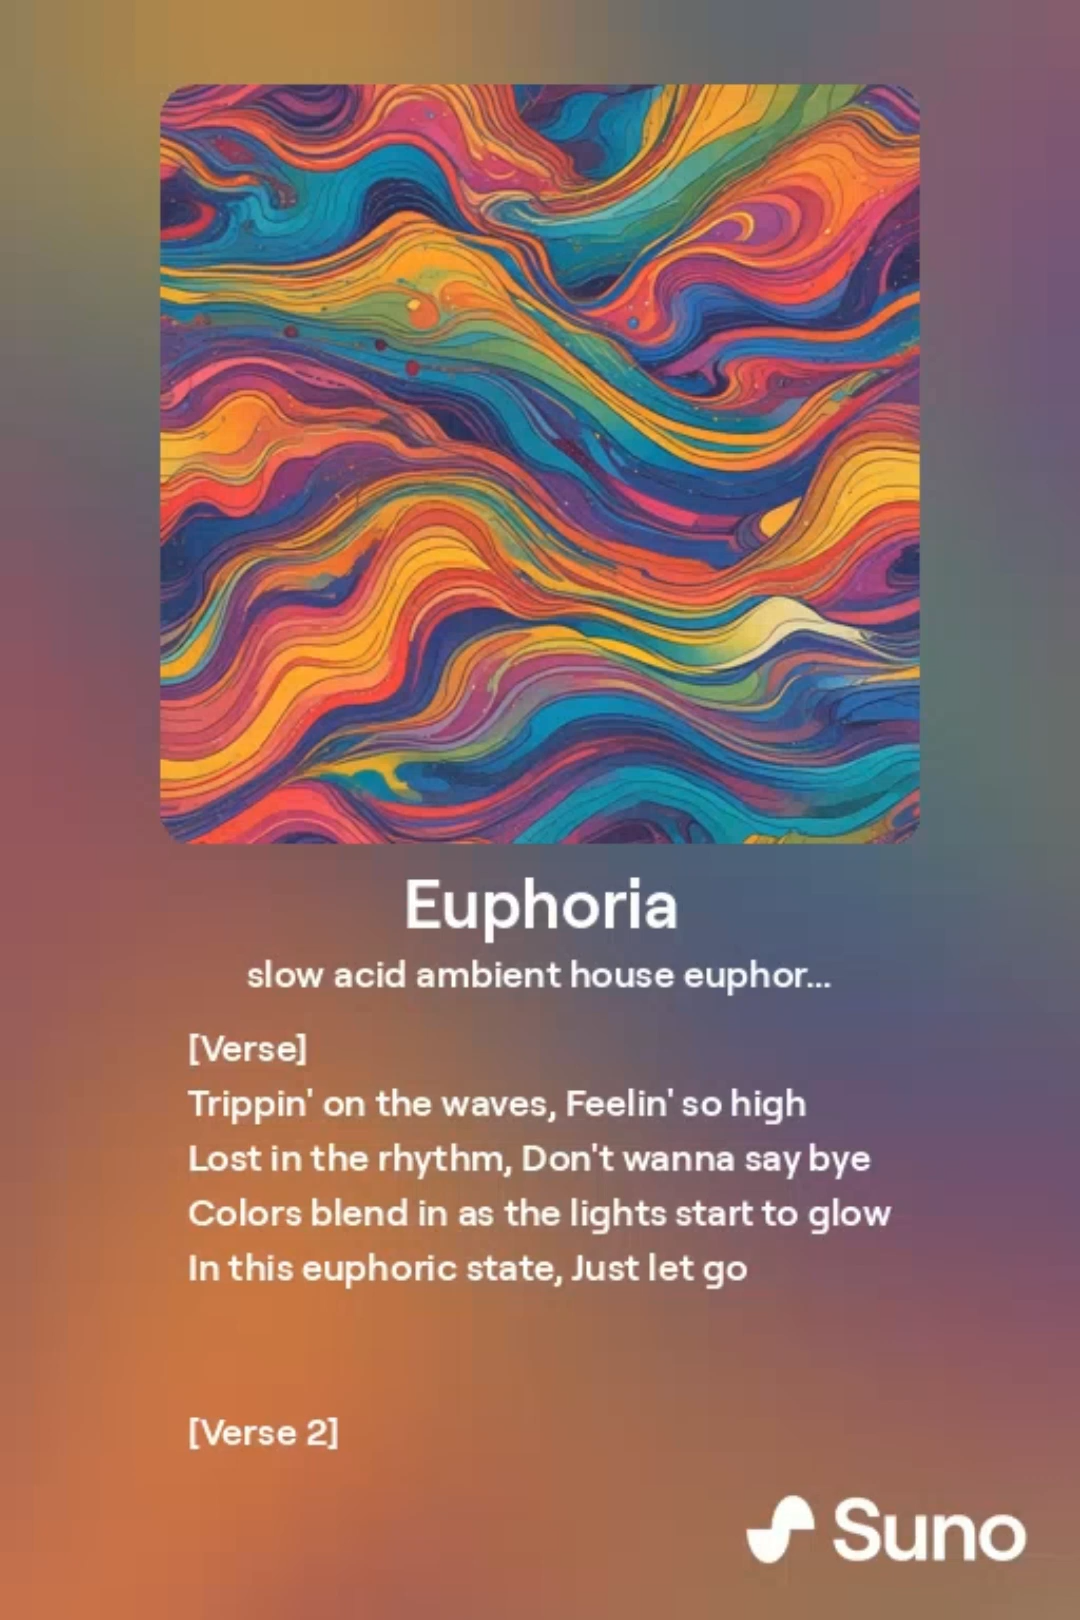 Euphoria
slow acid ambient house euphor...
[Verse]
Trippin' on the waves, Feelin' so high
Lost in the rhythm, Don't wanna say bye
Colors blend in as the lights start to glow
In this euphoric state, Just let go
[Verse 2]
Suno